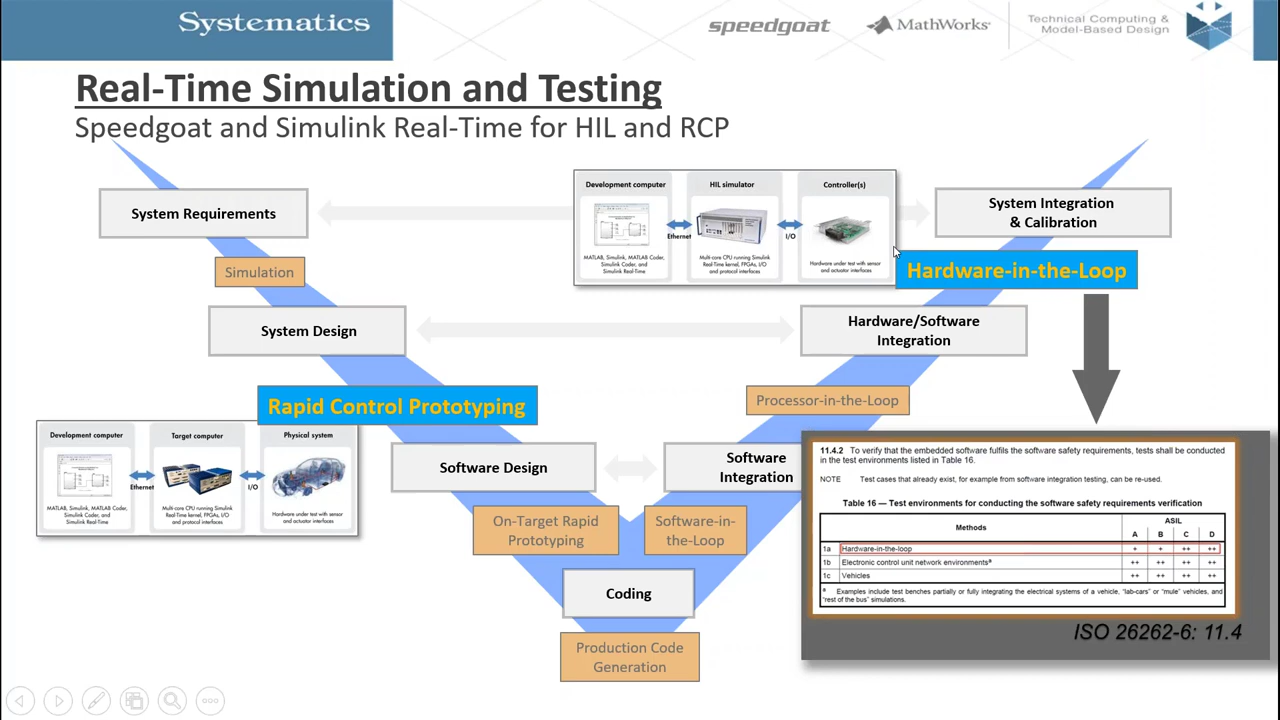 Systematics
speedgoat
MathWorks
Technical Computing &
Model-Based Design
Real-Time Simulation and Testing
Speedgoat and Simulink Real-Time for HIL and RCP
System Requirements
Development computer
HIL simulator
Controller(s)
Ethernet
I/O
MATLAB, Simulink, MATLAB Coder,
Simulink Coder, and
Simulink Real-Time
Multi-core CPU running Simulink
Real-Time kernel, FPGAs, I/O
and protocol interfaces
Hardware under test with sensor
and actuator interfaces
System Integration
& Calibration
Simulation
Hardware-in-the-Loop
System Design
Hardware/Software
Integration
Rapid Control Prototyping
Processor-in-the-Loop
Development computer
Target computer
Physical system
Ethernet
I/O
MATLAB, Simulink, MATLAB Coder,
Simulink Coder, and
Simulink Real-Time
Multi-core CPU running Simulink
Real-Time kernel, FPGAs, I/O
and protocol interfaces
Hardware under test with sensor
and actuator interfaces
Software Design
Software
Integration
On-Target Rapid
Prototyping
Software-in-
the-Loop
Coding
Production Code
Generation
11.4.2 To verify that the embedded software fulfils the software safety requirements, tests shall be conducted
in the test environments listed in Table 16.
NOTE Test cases that already exist, for example from software integration testing, can be re-used.
Table 16 — Test environments for conducting the software safety requirements verification
Methods
ASIL
A B C D
1a Hardware-in-the-loop + + ++ ++
1b Electronic control unit network environmentsᵃ ++ ++ ++ ++
1c Vehicles ++ ++ ++ ++
ᵃ Examples include test benches partially or fully integrating the electrical systems of a vehicle, "lab-cars" or "mule" vehicles, and
"rest of the bus" simulations.
ISO 26262-6: 11.4